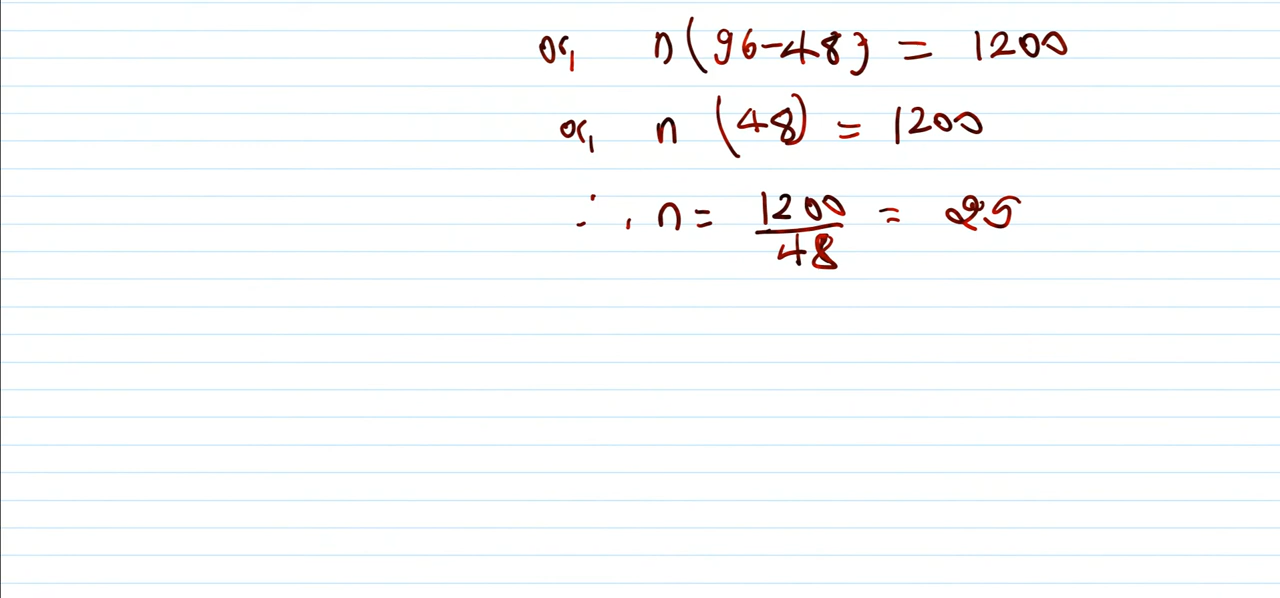 or, n(96-48) = 1200
or, n (48) = 1200
∴, n = 1200/48 = 25